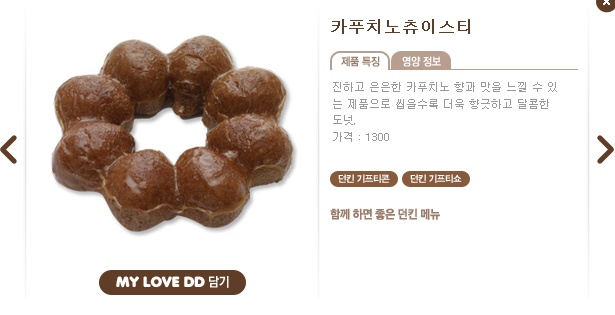 카푸치노츄이스티
제품 특징
영양 정보
진하고 은은한 카푸치노 향과 맛을 느낄 수 있
는 제품으로 씹을수록 더욱 향긋하고 달콤한
도넛.
가격 : 1300
던킨 기프티콘
던킨 기프티쇼
함께 하면 좋은 던킨 메뉴
MY LOVE DD 담기